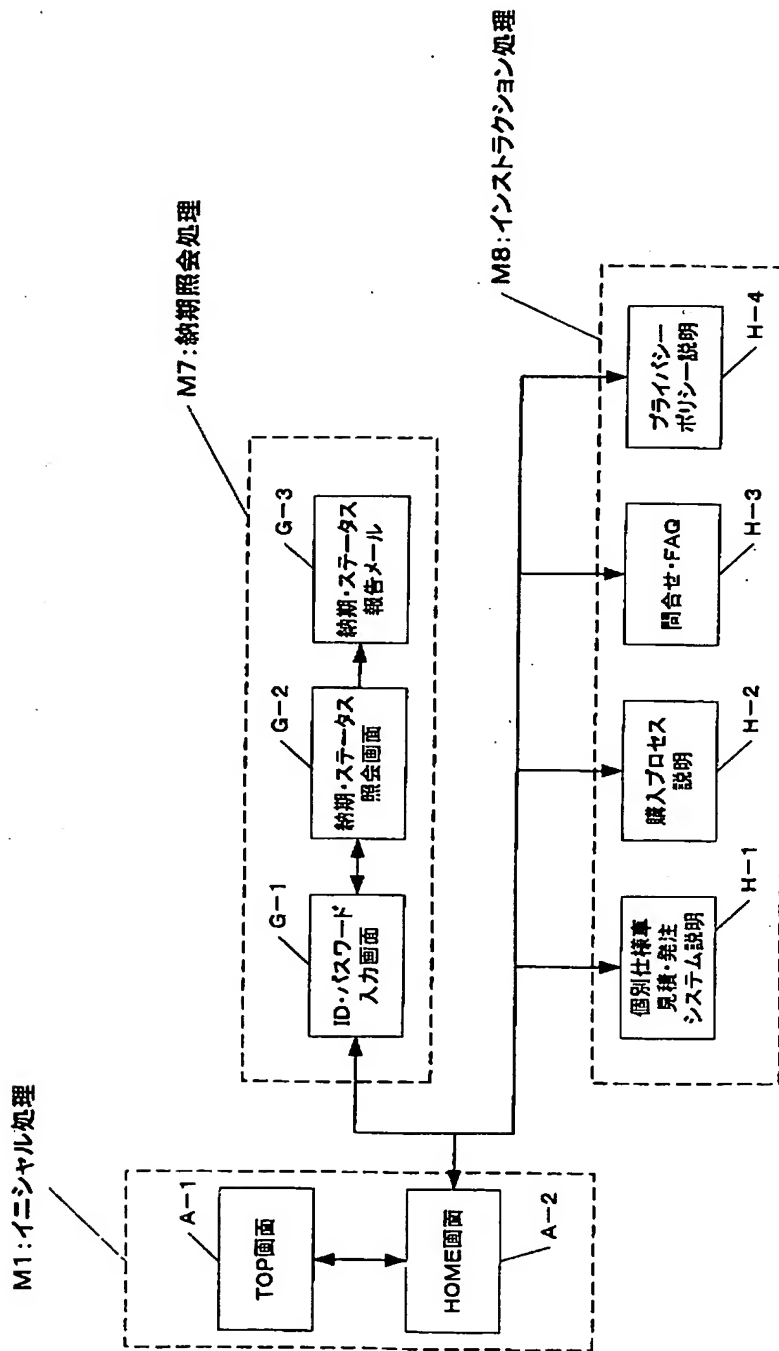 M1:イニシャル処理
A-1
TOP画面
HOME画面
A-2
M7:納期照会処理
G-1
ID・パスワード
入力画面
G-2
納期・ステータス
照会画面
G-3
納期・ステータス
報告メール
M8:インストラクション処理
個別仕様車
見積・発注
システム説明
H-1
購入プロセス
説明
H-2
問合せ・FAQ
H-3
プライバシー
ポリシー説明
H-4